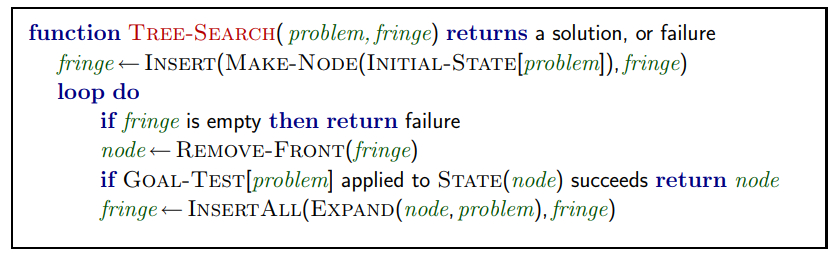 function TREE-SEARCH( problem, fringe) returns a solution, or failure
fringe ← INSERT(MAKE-NODE(INITIAL-STATE[problem]), fringe)
loop do
if fringe is empty then return failure
node ← REMOVE-FRONT(fringe)
if GOAL-TEST[problem] applied to STATE(node) succeeds return node
fringe ← INSERTALL(EXPAND(node, problem), fringe)